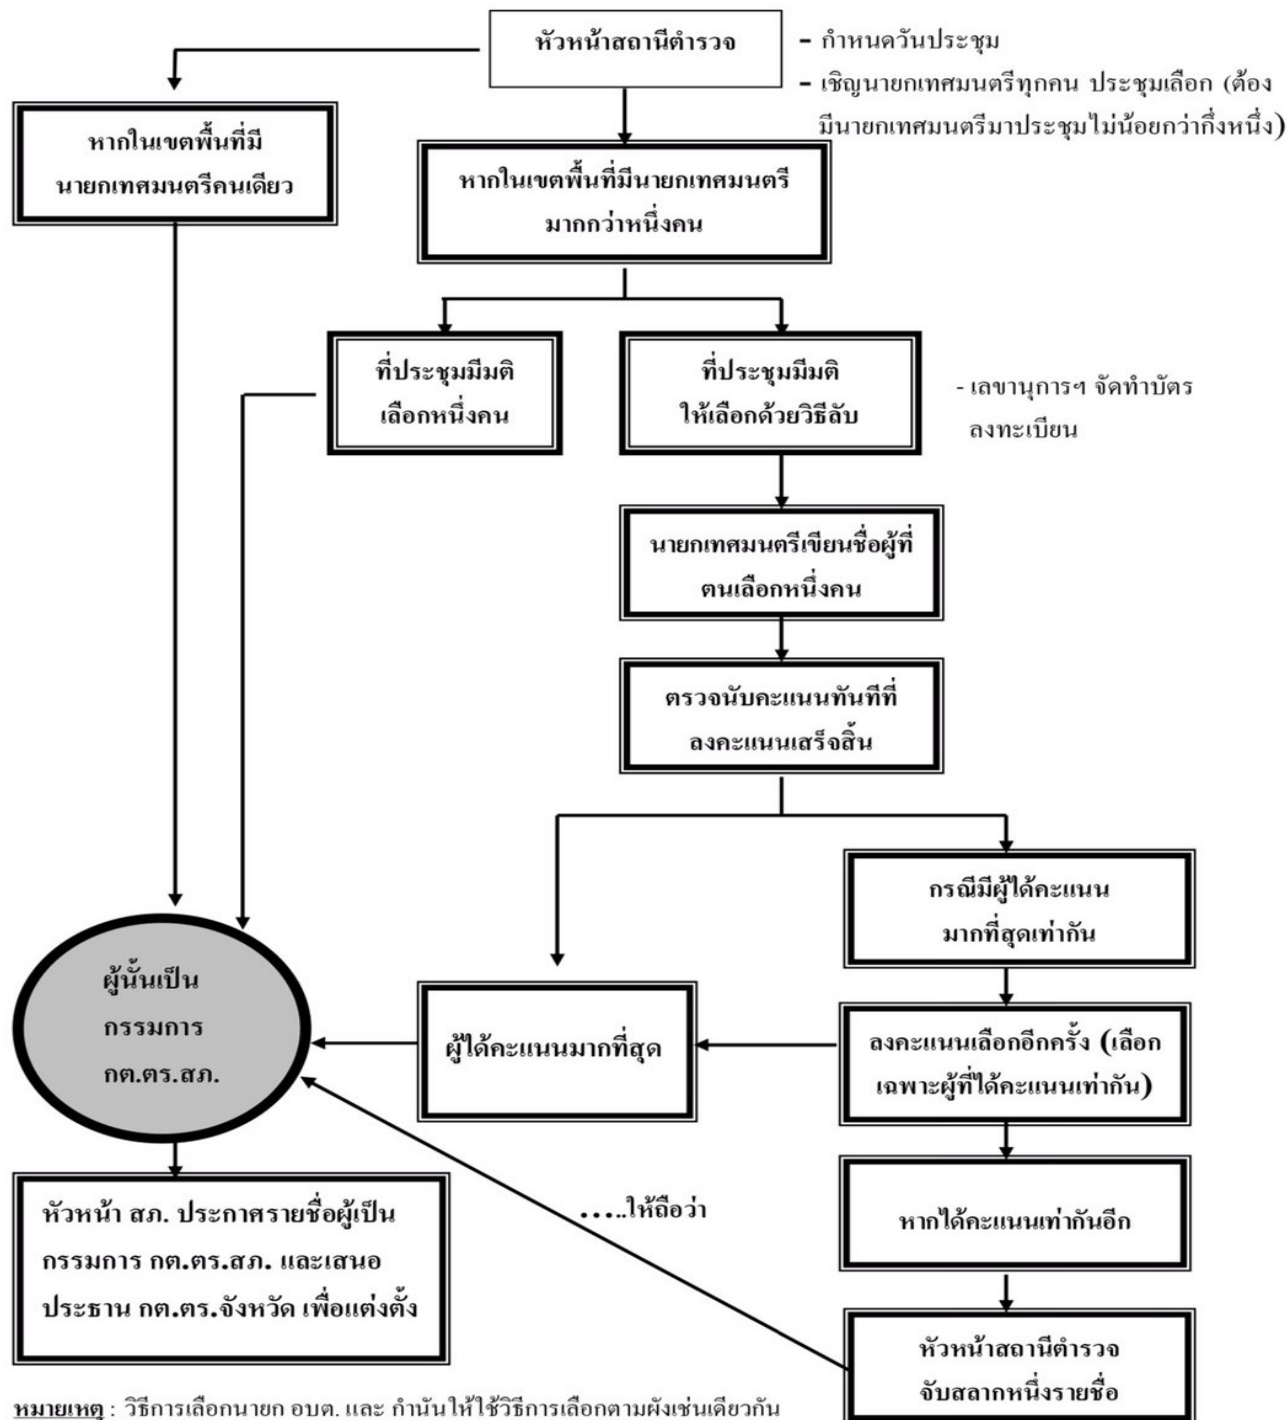 หัวหน้าสถานีตำรวจ
- กำหนดวันประชุม
- เชิญนายกเทศมนตรีทุกคน ประชุมเลือก (ต้อง
มีนายกเทศมนตรีมาประชุมไม่น้อยกว่ากึ่งหนึ่ง)
หากในเขตพื้นที่มี
นายกเทศมนตรีคนเดียว
หากในเขตพื้นที่มีนายกเทศมนตรี
มากกว่าหนึ่งคน
ที่ประชุมมีมติ
เลือกหนึ่งคน
ที่ประชุมมีมติ
ให้เลือกด้วยวิธีลับ
- เลขานุการฯ จัดทำบัตร
ลงทะเบียน
นายกเทศมนตรีเขียนชื่อผู้ที่
ตนเลือกหนึ่งคน
ตรวจนับคะแนนทันทีที่
ลงคะแนนเสร็จสิ้น
กรณีมีผู้ได้คะแนน
มากที่สุดเท่ากัน
ผู้นั้นเป็น
กรรมการ
กต.ตร.สภ.
ผู้ได้คะแนนมากที่สุด
ลงคะแนนเลือกอีกครั้ง (เลือก
เฉพาะผู้ที่ได้คะแนนเท่ากัน)
หัวหน้า สภ. ประกาศรายชื่อผู้เป็น
กรรมการ กต.ตร.สภ. และเสนอ
ประธาน กต.ตร.จังหวัด เพื่อแต่งตั้ง
.....ให้ถือว่า
หากได้คะแนนเท่ากันอีก
หัวหน้าสถานีตำรวจ
จับสลากหนึ่งรายชื่อ
หมายเหตุ : วิธีการเลือกนายก อบต. และ กำนันให้ใช้วิธีการเลือกตามผังเช่นเดียวกัน